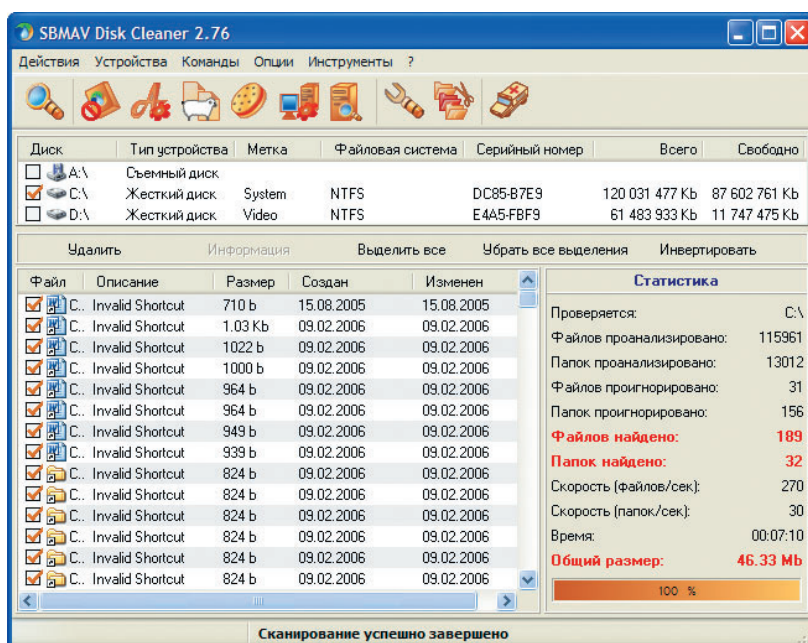 SBMAV Disk Cleaner 2.76
Действия Устройства Команды Опции Инструменты ?
Диск Тип устройства Метка Файловая система Серийный номер Всего Свободно
A:\ Съемный диск
C:\ Жесткий диск System NTFS DC85-B7E9 120 031 477 Kb 87 602 761 Kb
D:\ Жесткий диск Video NTFS E4A5-FBF9 61 483 933 Kb 11 747 475 Kb
Удалить Информация Выделить все Убрать все выделения Инвертировать
Файл Описание Размер Создан Изменен
C.. Invalid Shortcut 710 b 15.08.2005 15.08.2005
C.. Invalid Shortcut 1.03 Kb 09.02.2006 09.02.2006
C.. Invalid Shortcut 1022 b 09.02.2006 09.02.2006
C.. Invalid Shortcut 1000 b 09.02.2006 09.02.2006
C.. Invalid Shortcut 964 b 09.02.2006 09.02.2006
C.. Invalid Shortcut 964 b 09.02.2006 09.02.2006
C.. Invalid Shortcut 949 b 09.02.2006 09.02.2006
C.. Invalid Shortcut 939 b 09.02.2006 09.02.2006
C.. Invalid Shortcut 824 b 09.02.2006 09.02.2006
C.. Invalid Shortcut 824 b 09.02.2006 09.02.2006
C.. Invalid Shortcut 824 b 09.02.2006 09.02.2006
C.. Invalid Shortcut 824 b 09.02.2006 09.02.2006
C.. Invalid Shortcut 824 b 09.02.2006 09.02.2006
C.. Invalid Shortcut 824 b 09.02.2006 09.02.2006
Статистика
Проверяется: C:\
Файлов проанализировано: 115961
Папок проанализировано: 13012
Файлов проигнорировано: 31
Папок проигнорировано: 156
Файлов найдено: 189
Папок найдено: 32
Скорость (файлов/сек): 270
Скорость (папок/сек): 30
Время: 00:07:10
Общий размер: 46.33 Mb
100 %
Сканирование успешно завершено